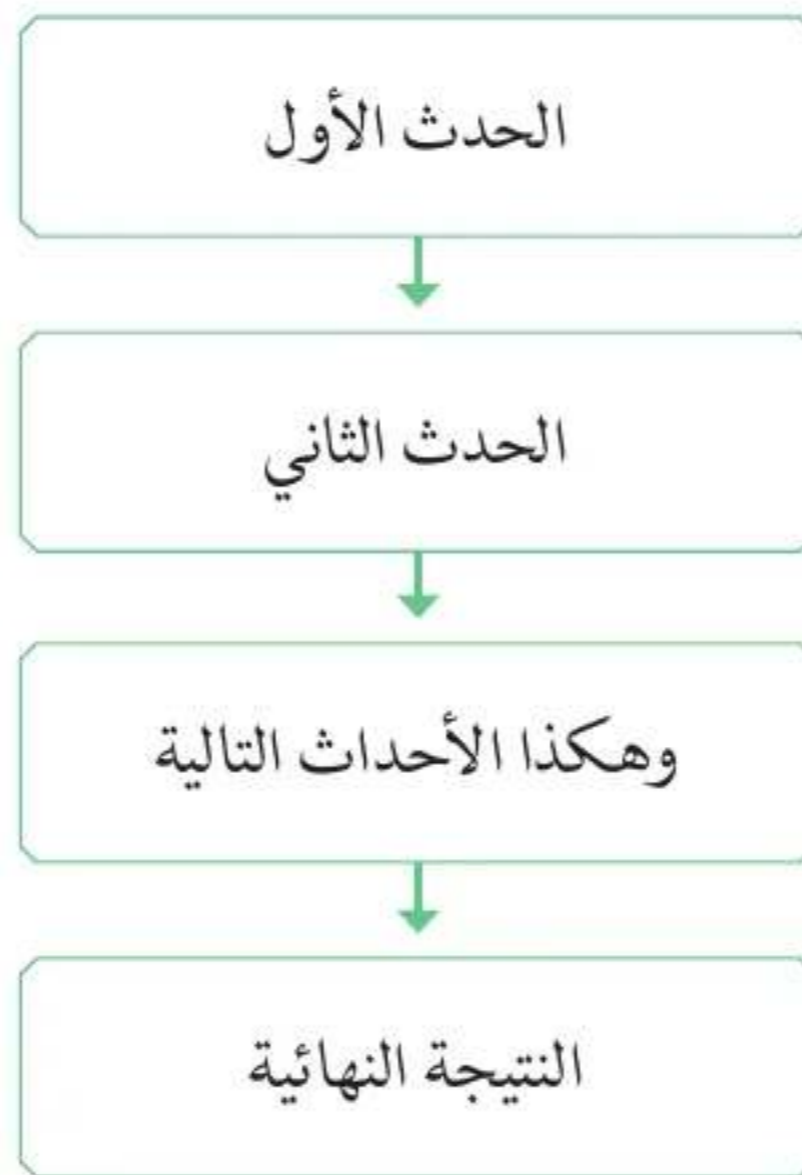 الحدث الأول
الحدث الثاني
وهكذا الأحداث التالية
النتيجة النهائية